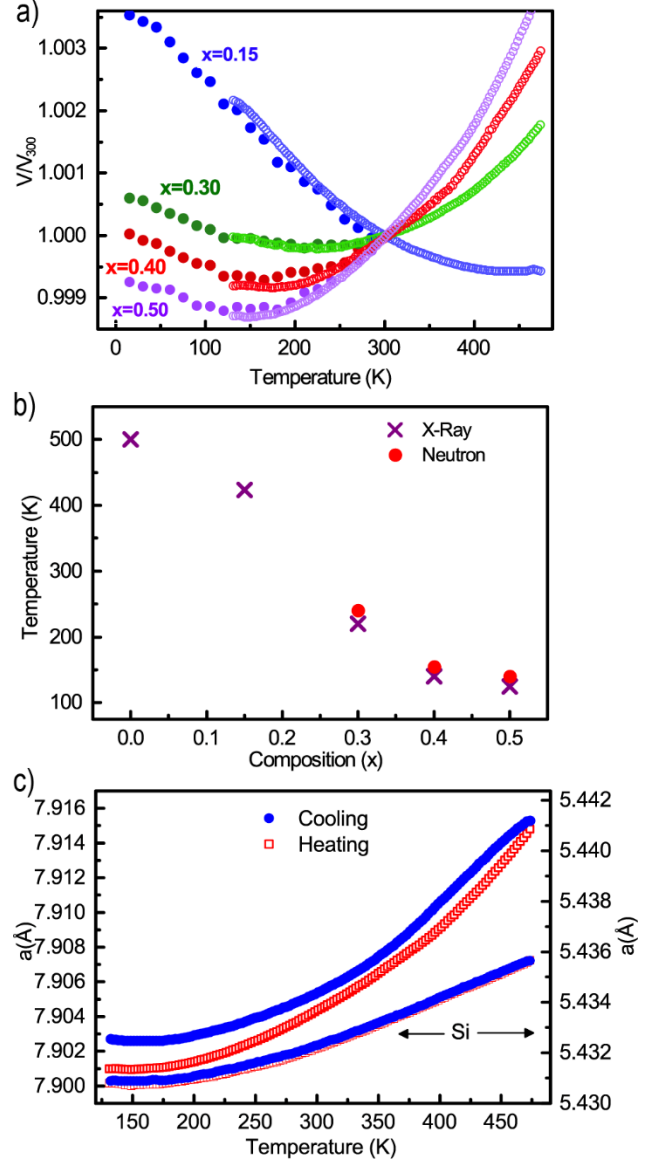 a)
1.003
1.002
1.001
1.000
0.999
V/V₃₀₀
x=0.15
x=0.30
x=0.40
x=0.50
0 100 200 300 400
Temperature (K)
b)
500
400
300
200
100
Temperature (K)
X-Ray
Neutron
0.0 0.1 0.2 0.3 0.4 0.5
Composition (x)
c)
7.916
7.914
7.912
7.910
7.907
7.905
7.904
7.902
7.900
a(Å)
Cooling
Heating
Si
5.442
5.440
5.438
5.436
5.434
5.432
5.430
a(Å)
150 200 250 300 350 400 450
Temperature (K)